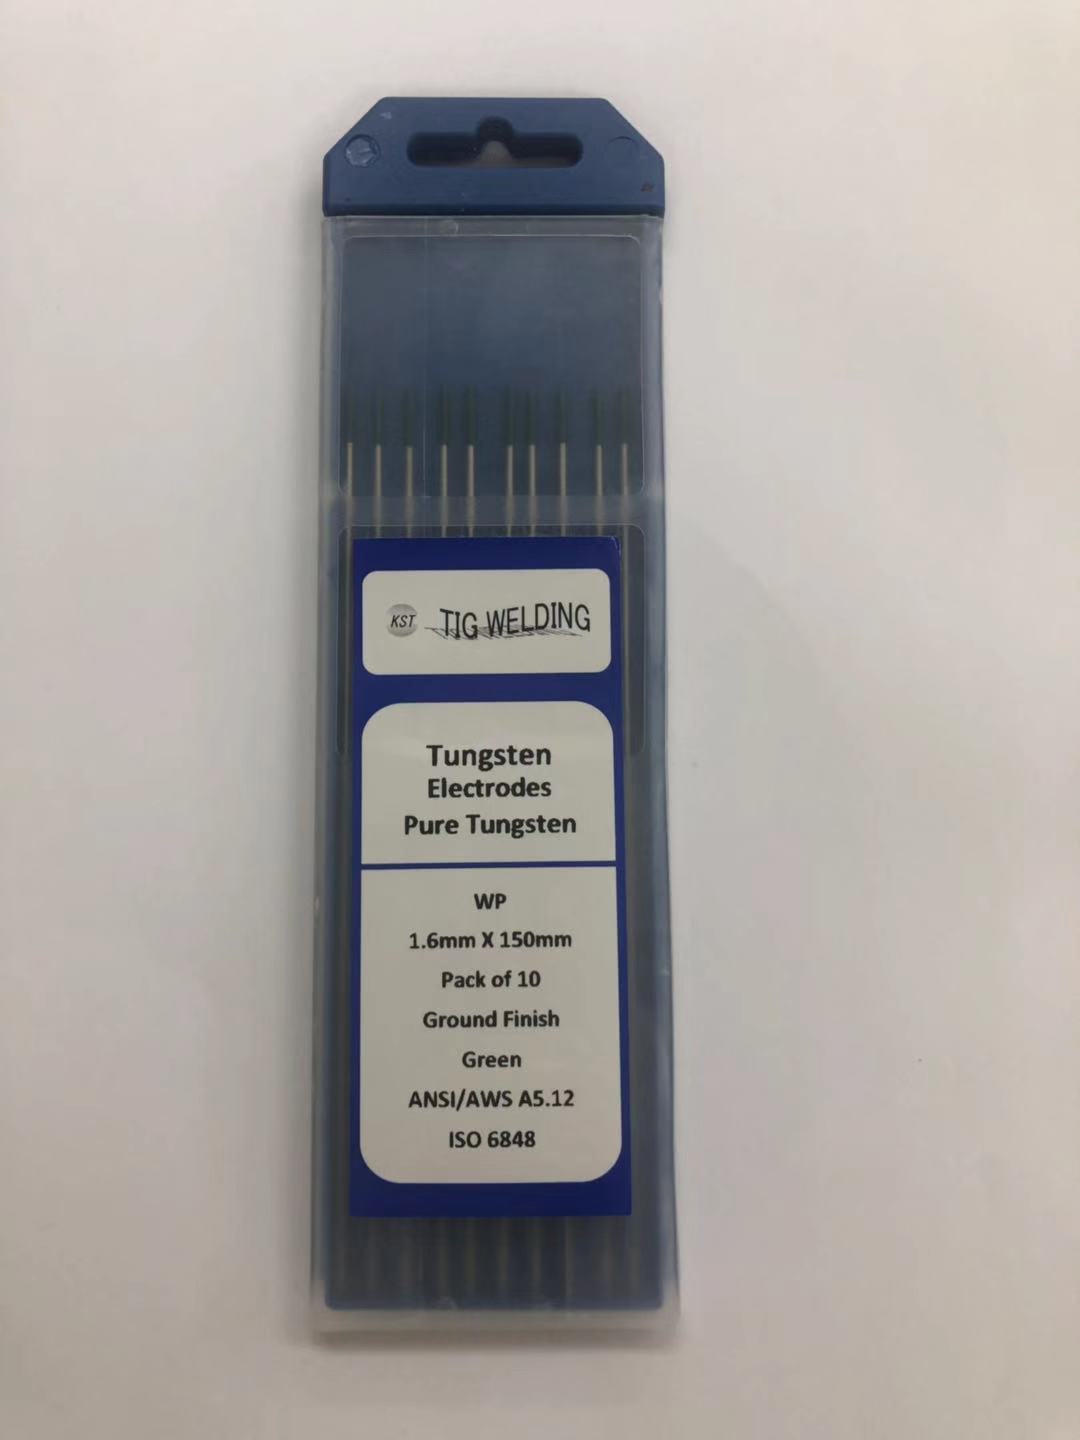 KST TIG WELDING
Tungsten
Electrodes
Pure Tungsten
WP
1.6mm X 150mm
Pack of 10
Ground Finish
Green
ANSI/AWS A5.12
ISO 6848